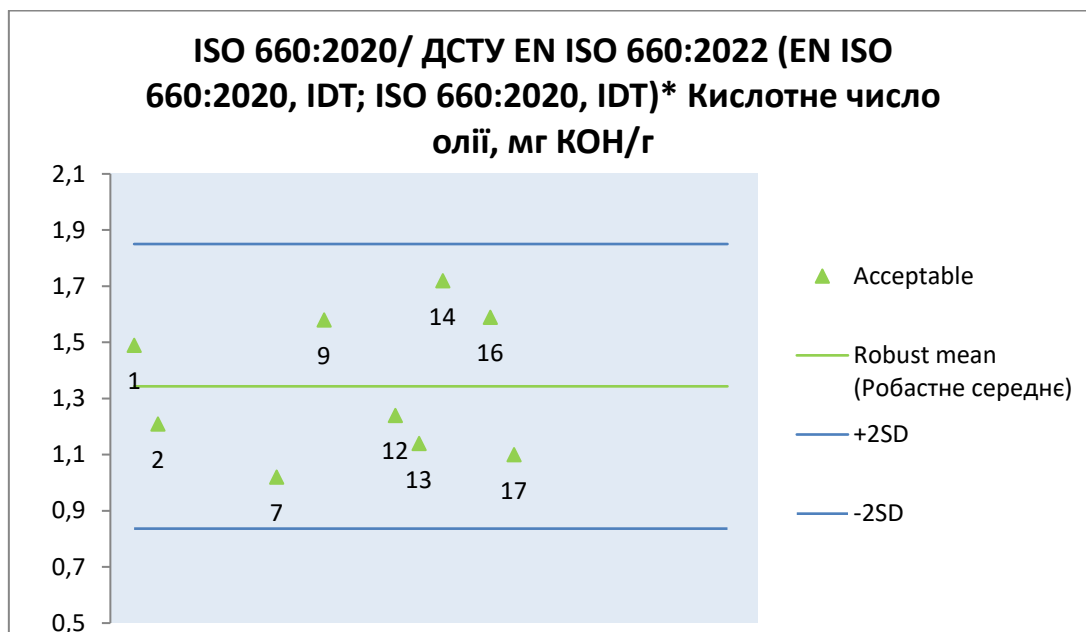 ISO 660:2020/ ДСТУ EN ISO 660:2022 (EN ISO
660:2020, IDT; ISO 660:2020, IDT)* Кислотне число
олії, мг КОН/г
2,1
1,9
1,7
1,5
1,3
1,1
0,9
0,7
0,5
1
2
7
9
12
13
14
16
17
Acceptable
Robust mean
(Робастне середнє)
+2SD
-2SD